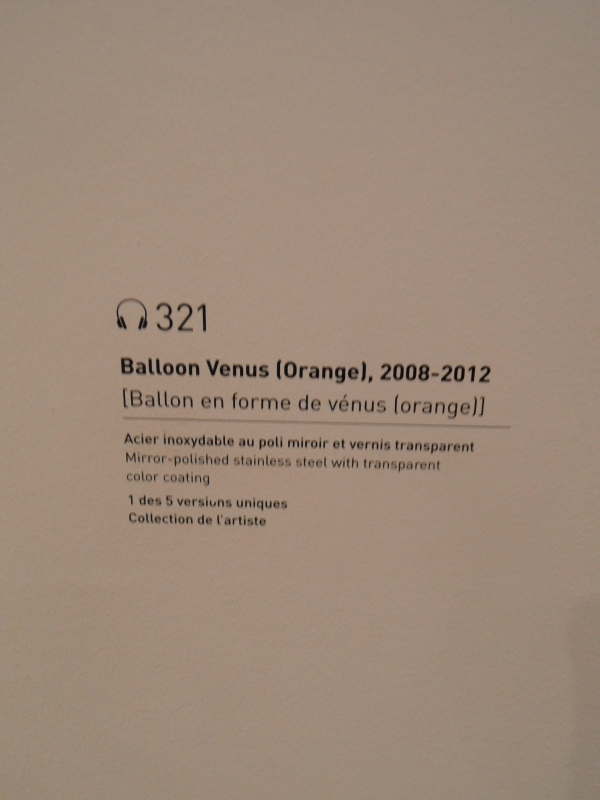 321
Balloon Venus (Orange), 2008-2012
[Ballon en forme de vénus (orange)]
Acier inoxydable au poli miroir et vernis transparent
Mirror-polished stainless steel with transparent
color coating
1 des 5 versions uniques
Collection de l'artiste